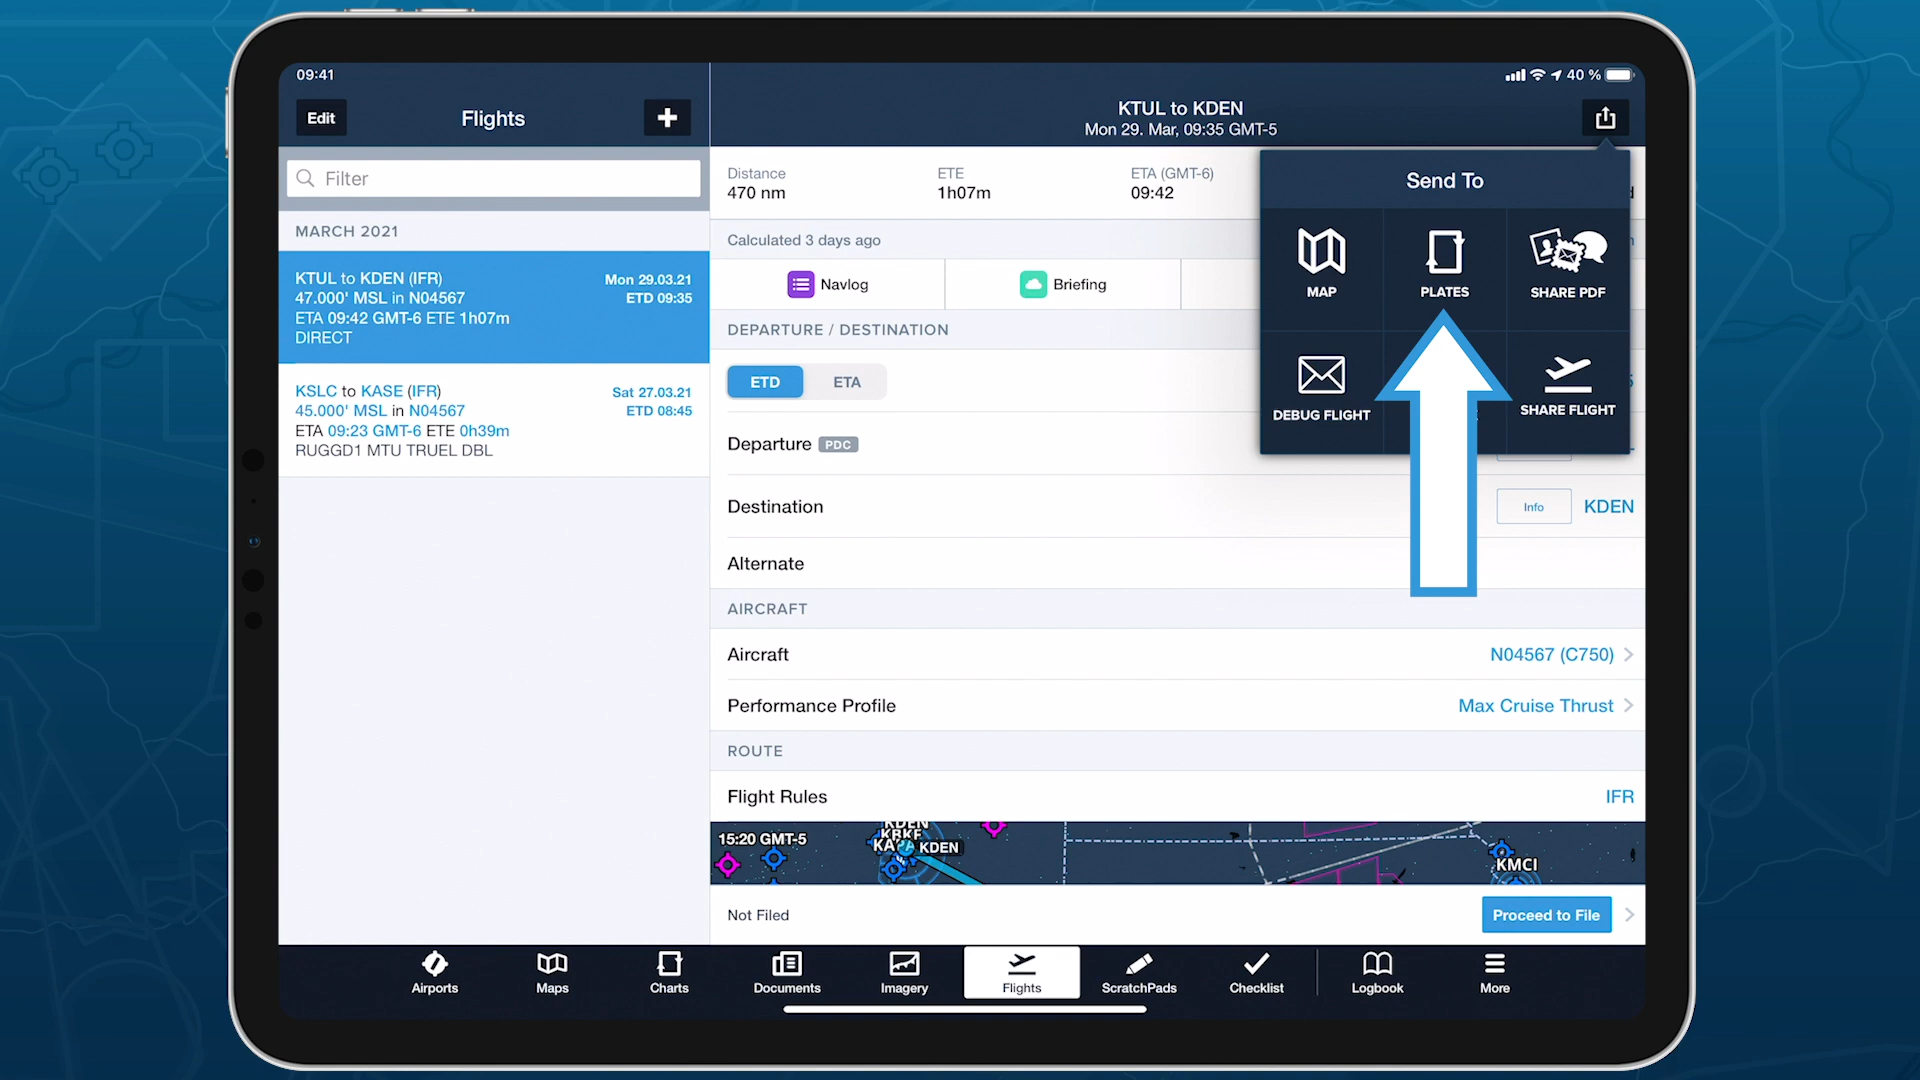 09:41
40 %
Edit
Flights
KTUL to KDEN
Mon 29. Mar, 09:35 GMT-5
Filter
MARCH 2021
KTUL to KDEN (IFR)
Mon 29.03.21
47.000' MSL in N04567
ETD 09:35
ETA 09:42 GMT-6 ETE 1h07m
DIRECT
KSLC to KASE (IFR)
Sat 27.03.21
45.000' MSL in N04567
ETD 08:45
ETA 09:23 GMT-6 ETE 0h39m
RUGGD1 MTU TRUEL DBL
Distance
470 nm
ETE
1h07m
ETA (GMT-6)
09:42
Calculated 3 days ago
Navlog
Briefing
Send To
MAP
PLATES
SHARE PDF
DEBUG FLIGHT
SHARE FLIGHT
DEPARTURE / DESTINATION
ETD
ETA
Departure PDC
Destination
Info
KDEN
Alternate
AIRCRAFT
Aircraft
N04567 (C750)
Performance Profile
Max Cruise Thrust
ROUTE
Flight Rules
IFR
15:20 GMT-5
KDEN
KBKF
KAPA
KDEN
KMCI
Not Filed
Proceed to File
Airports
Maps
Charts
Documents
Imagery
Flights
ScratchPads
Checklist
Logbook
More